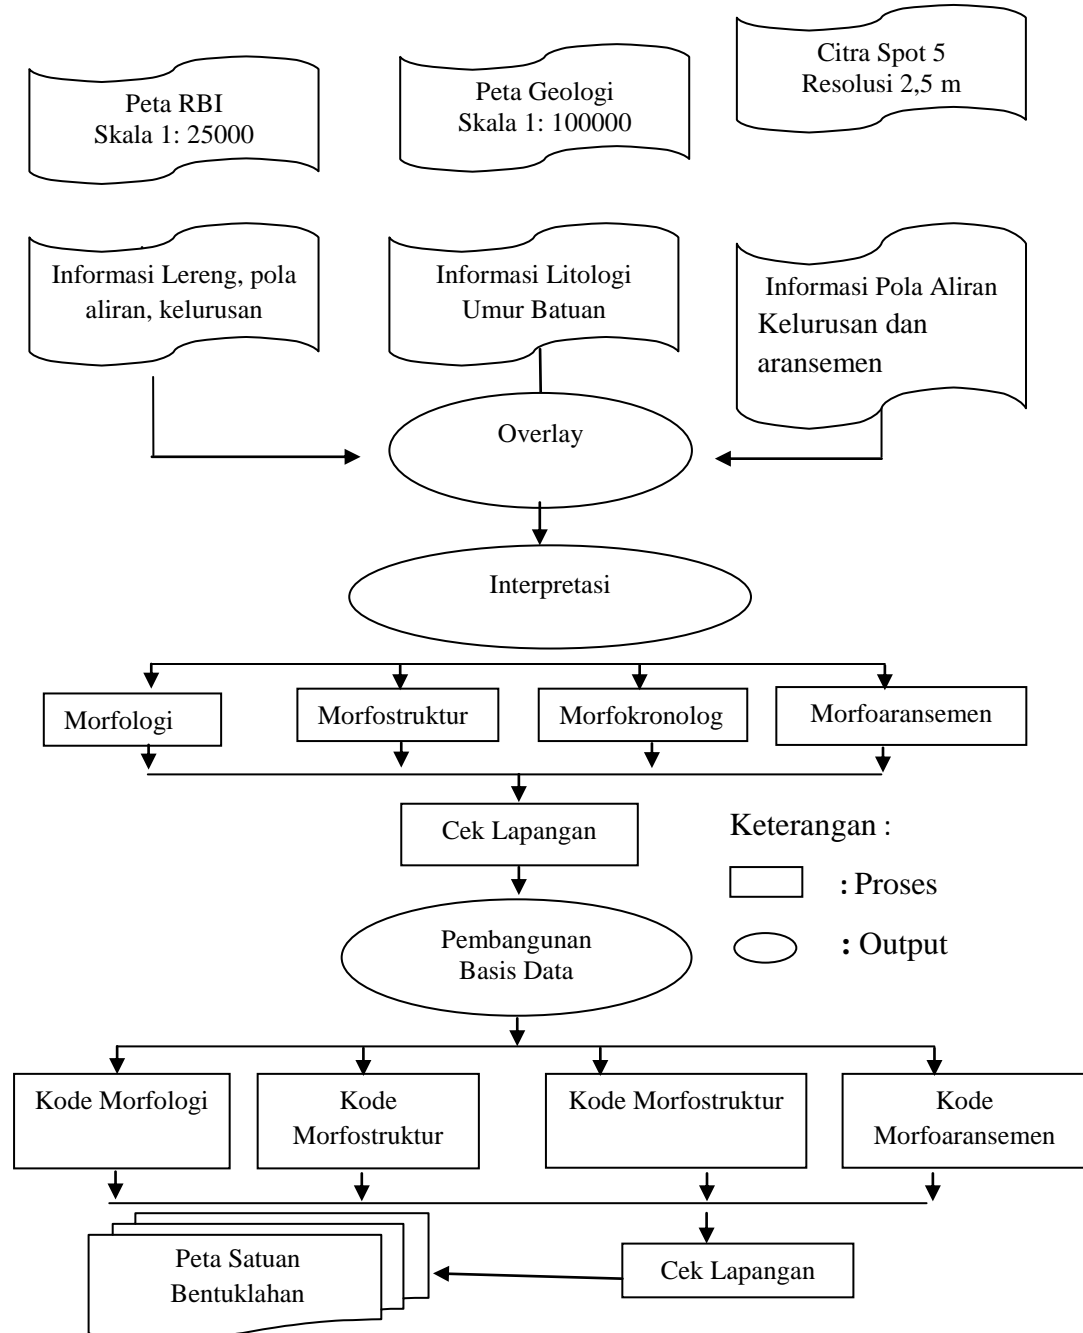 Peta RBI
Skala 1: 25000
Peta Geologi
Skala 1: 100000
Citra Spot 5
Resolusi 2,5 m
Informasi Lereng, pola
aliran, kelurusan
Informasi Litologi
Umur Batuan
Informasi Pola Aliran
Kelurusan dan
aransemen
Overlay
Interpretasi
Morfologi
Morfostruktur
Morfokronolog
Morfoaransemen
Cek Lapangan
Keterangan :
: Proses
: Output
Pembangunan
Basis Data
Kode Morfologi
Kode
Morfostruktur
Kode Morfostruktur
Kode
Morfoaransemen
Peta Satuan
Bentuklahan
Cek Lapangan